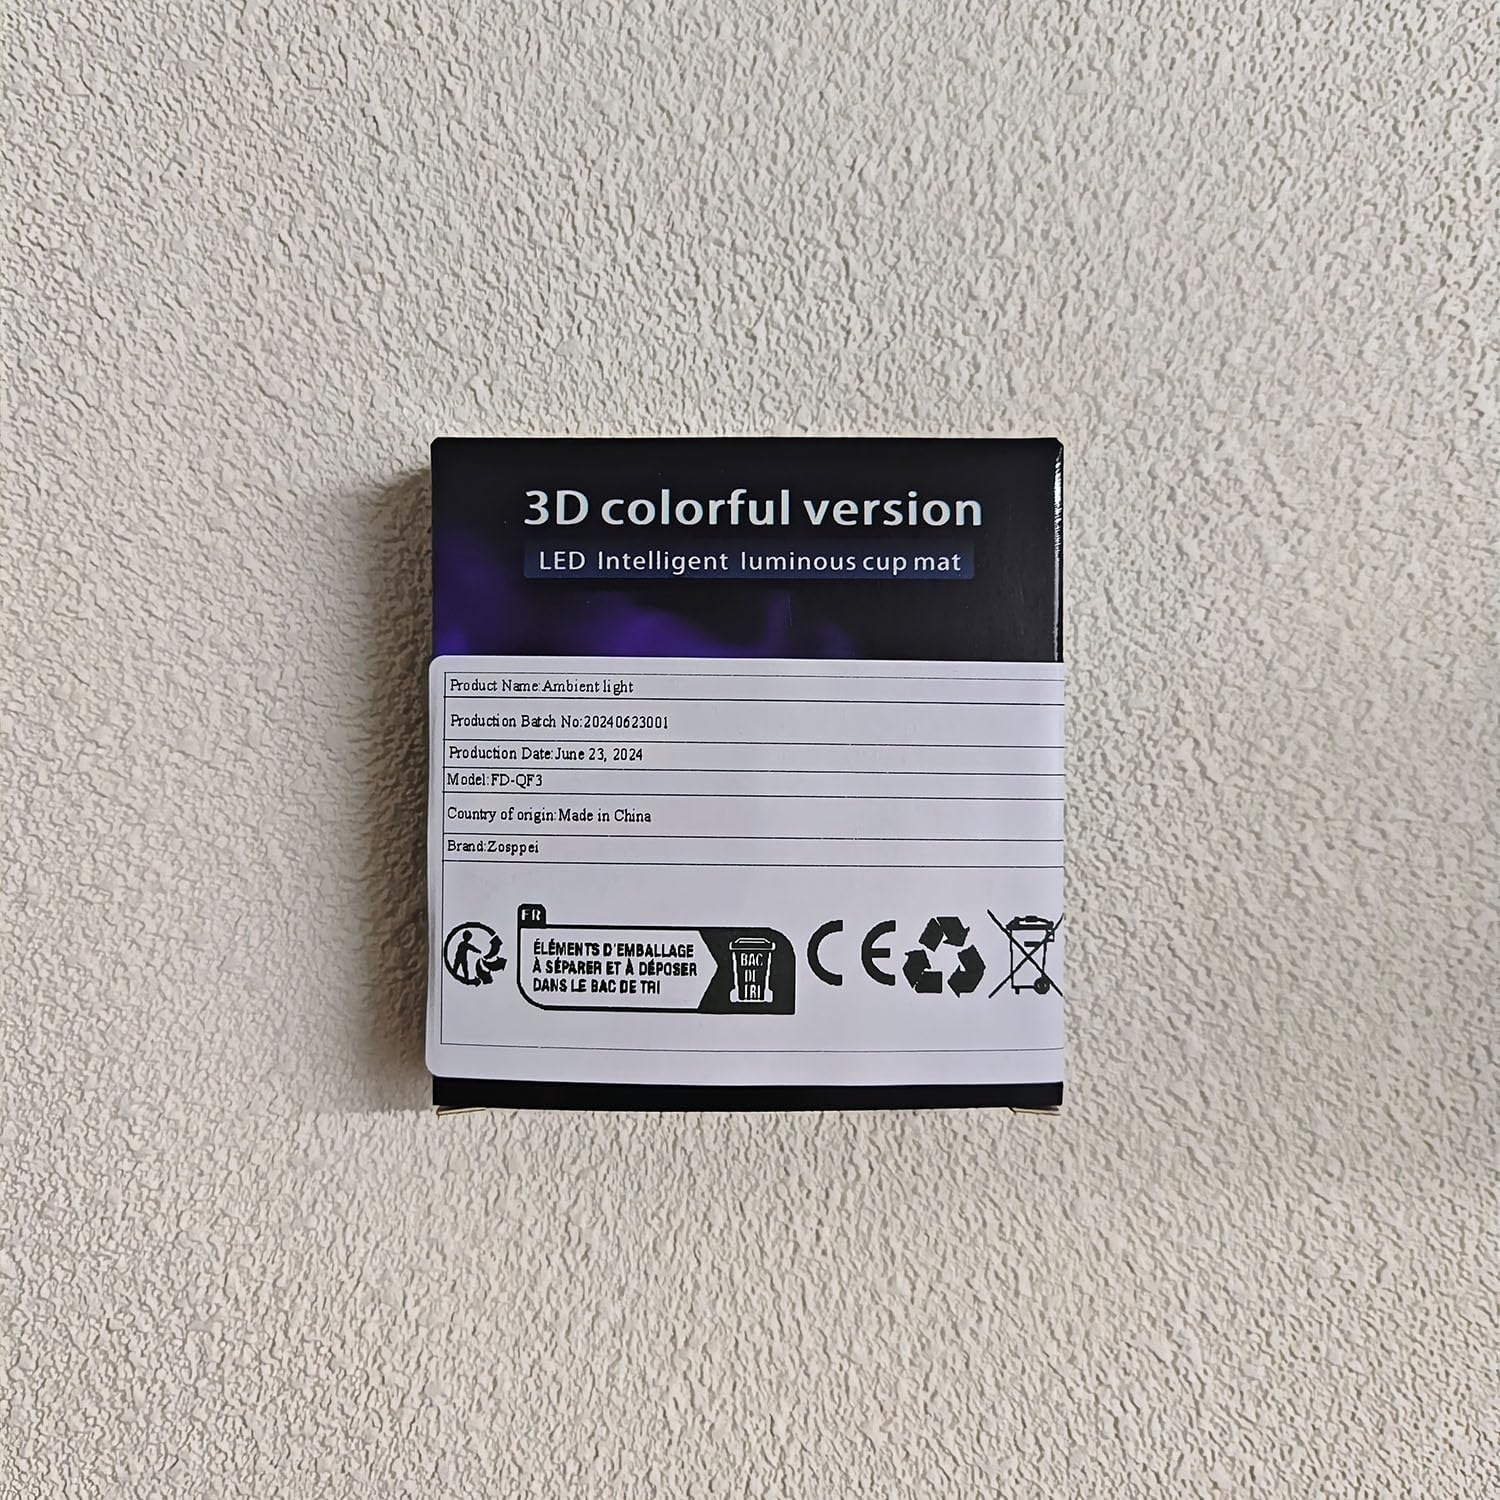 3D colorful version
LED Intelligent luminous cup mat
Product Name:Ambient light
Production Batch No:20240623001
Production Date:June 23, 2024
Model:FD-QF3
Country of origin:Made in China
Brand:Zosppei
FR
ÉLÉMENTS D'EMBALLAGE
À SÉPARER ET À DÉPOSER
DANS LE BAC DE TRI
BAC
DE
TRI
CE